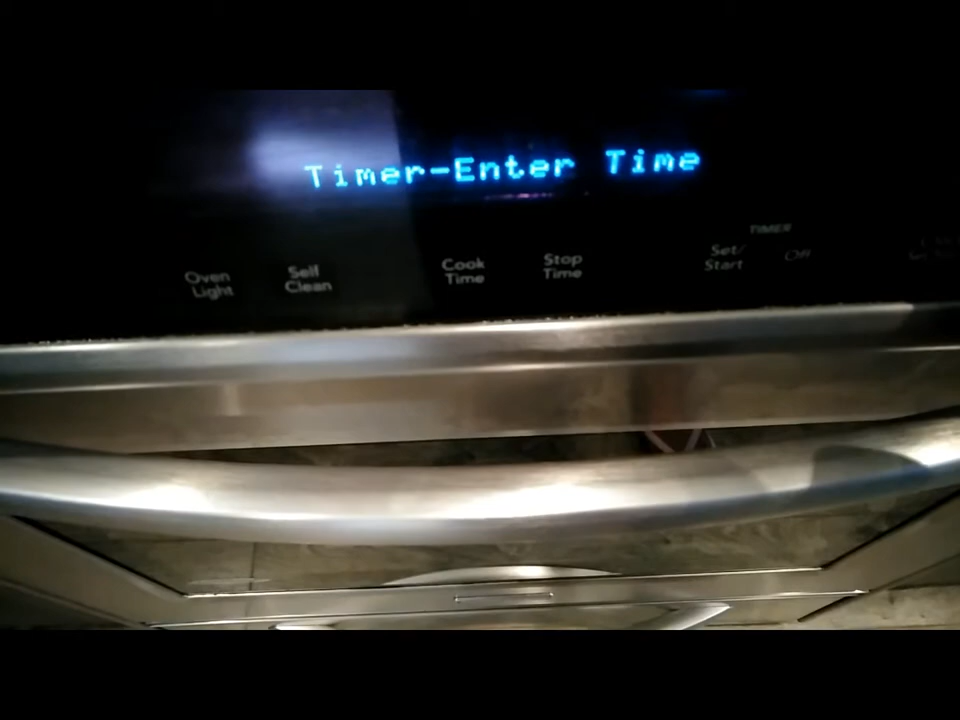 Timer-Enter Time
TIMER
Oven
Light
Self
Clean
Cook
Time
Stop
Time
Set/
Start
Off